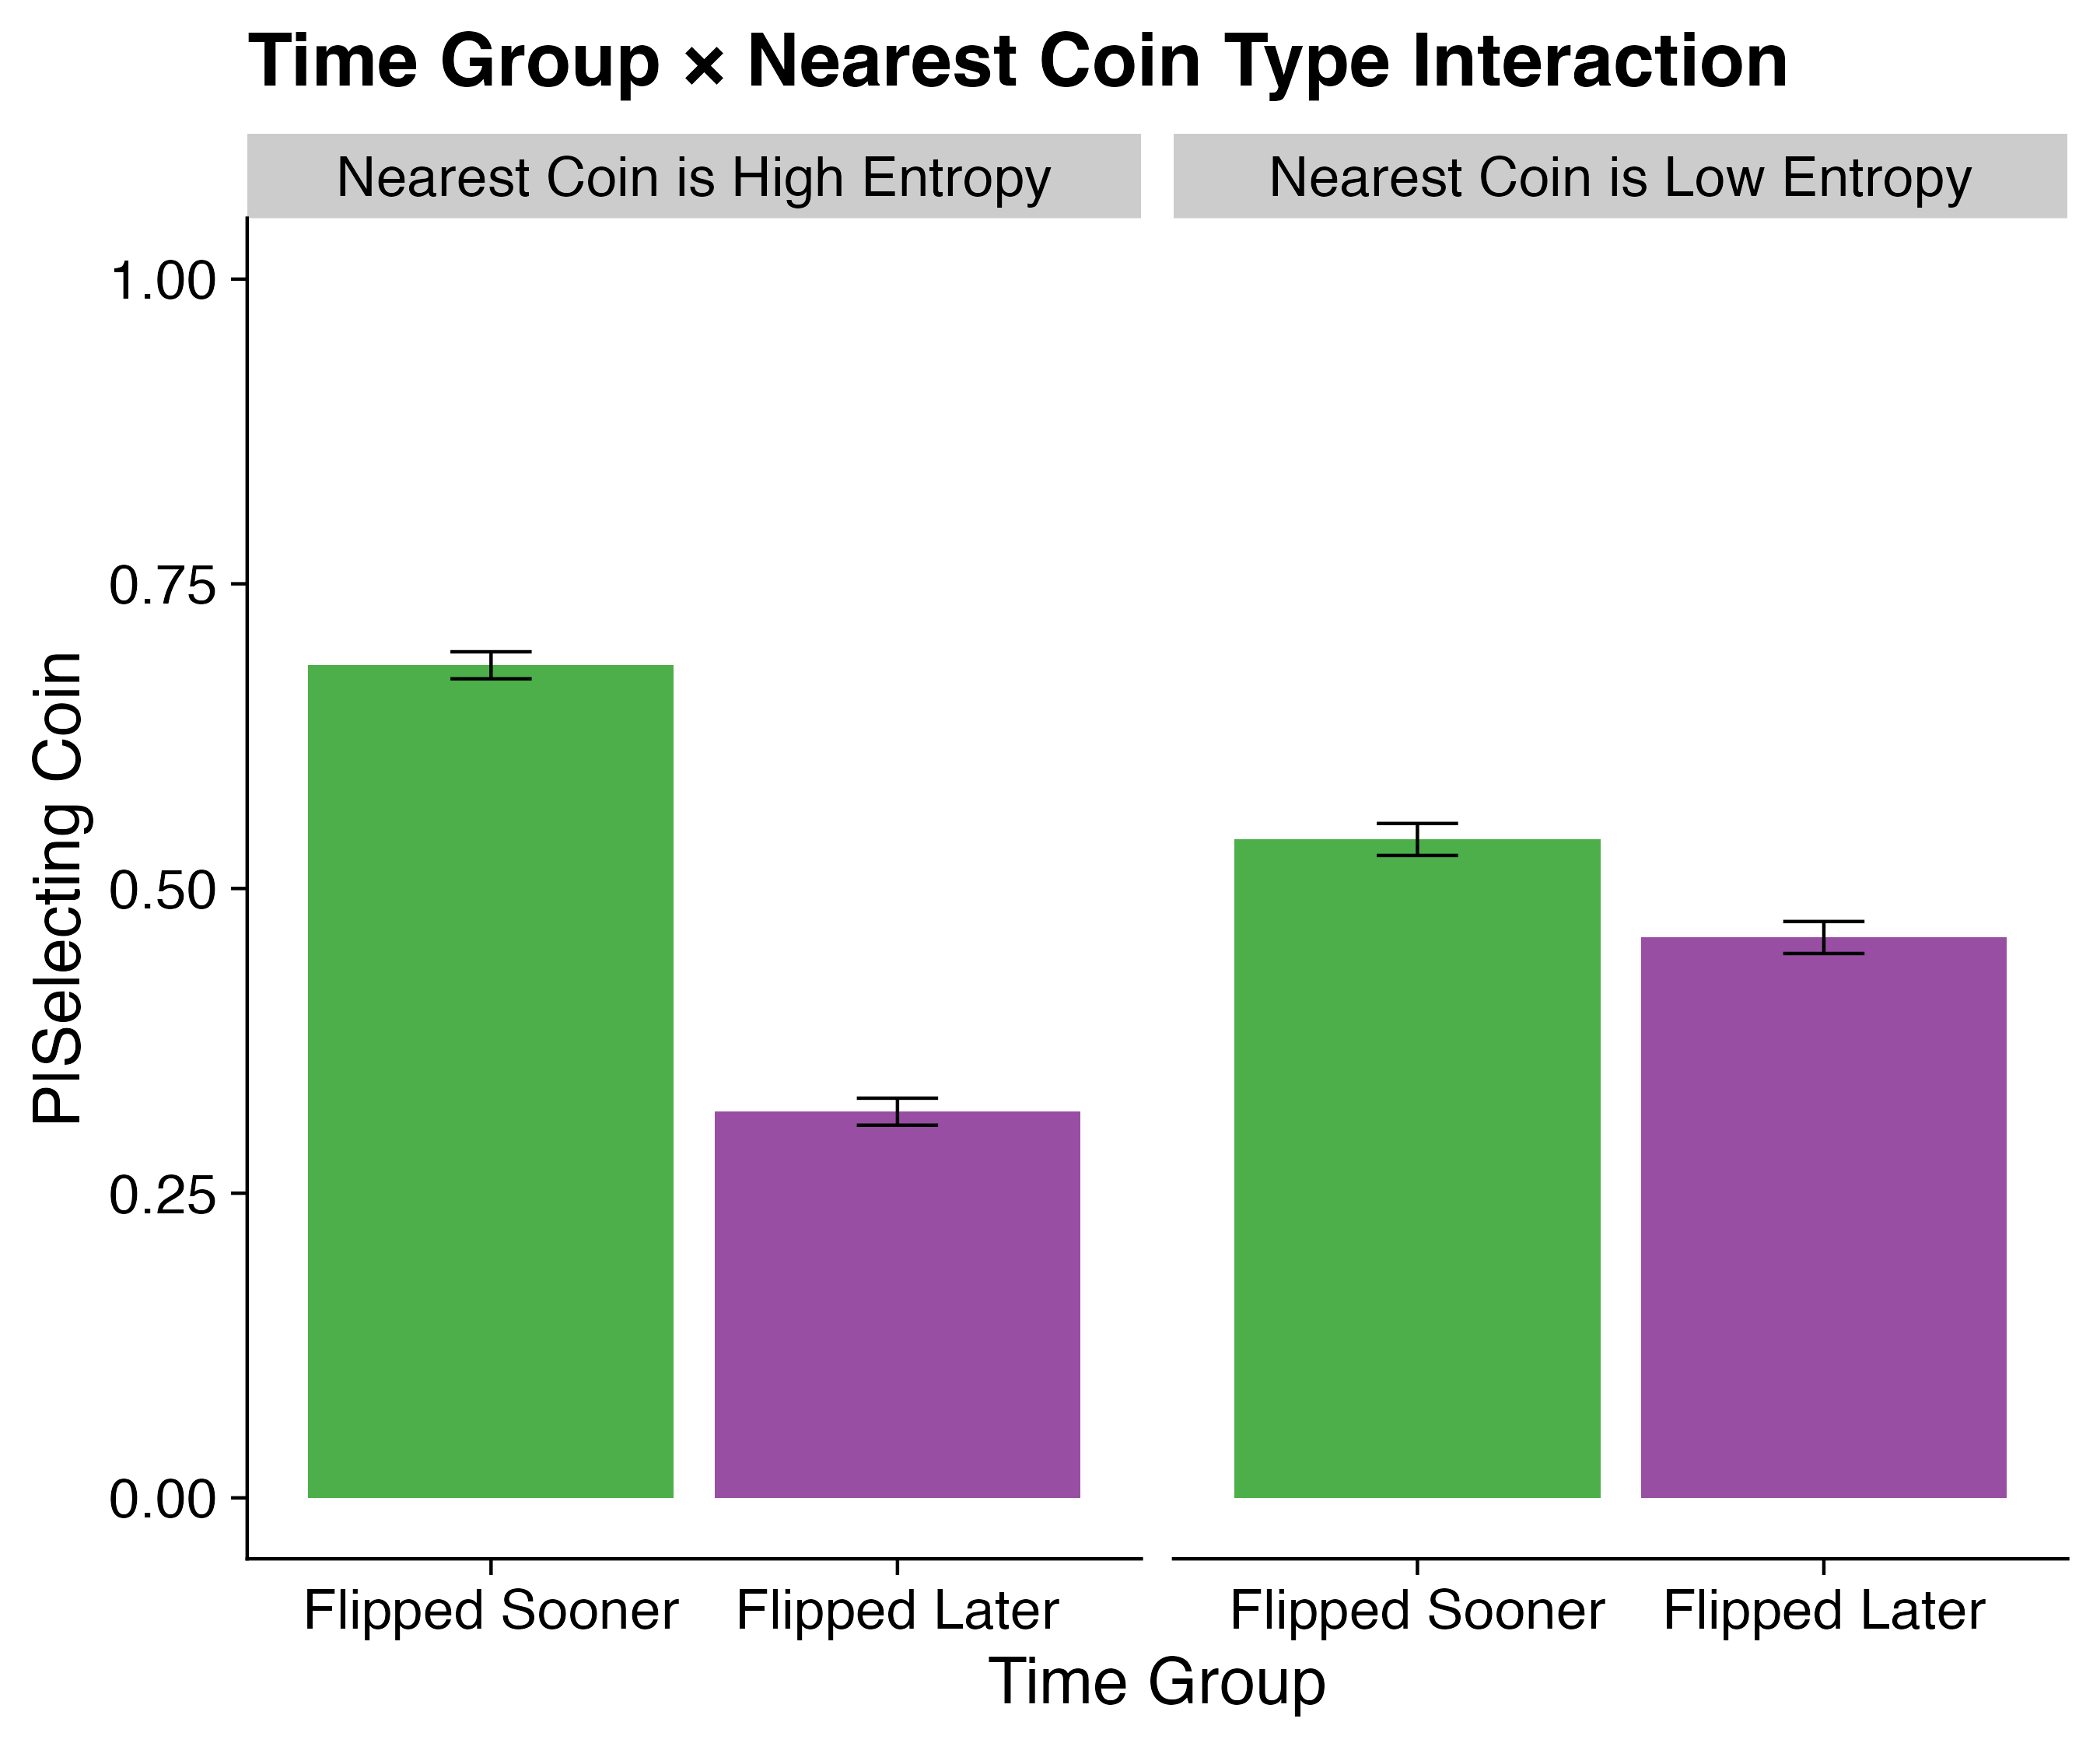 Time Group × Nearest Coin Type Interaction
Nearest Coin is High Entropy
Nearest Coin is Low Entropy
1.00
0.75
0.50
0.25
0.00
PISelecting Coin
Flipped Sooner
Flipped Later
Flipped Sooner
Flipped Later
Time Group